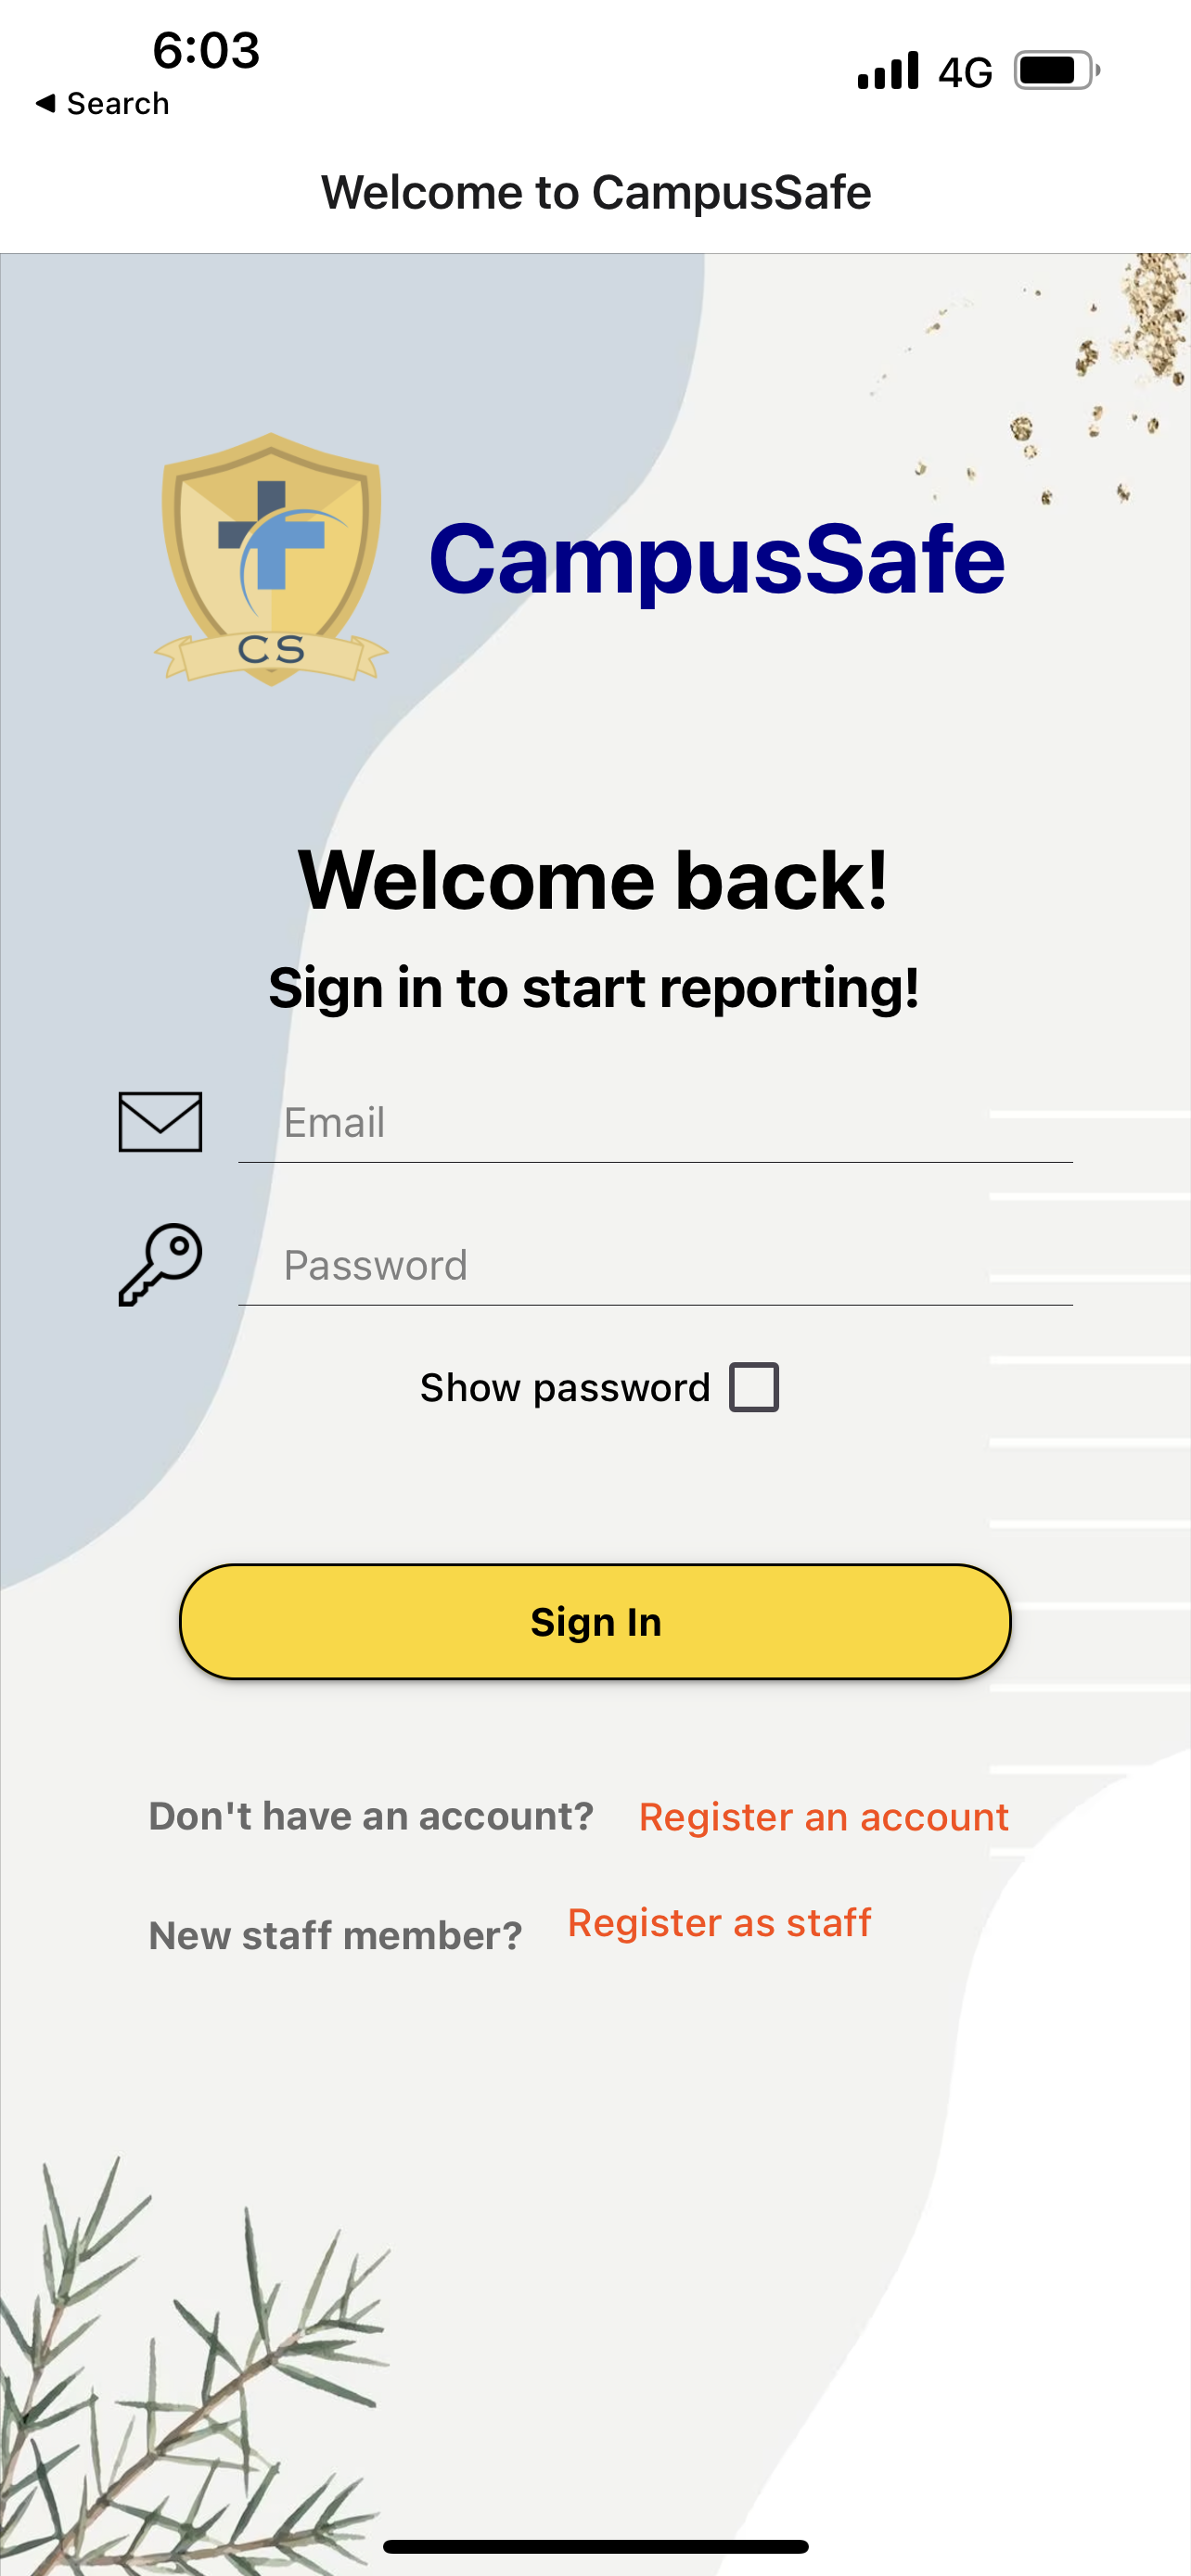 6:03
4G
◀ Search
Welcome to CampusSafe
CS
CampusSafe
Welcome back!
Sign in to start reporting!
Email
Password
Show password
Sign In
Don't have an account? Register an account
New staff member? Register as staff